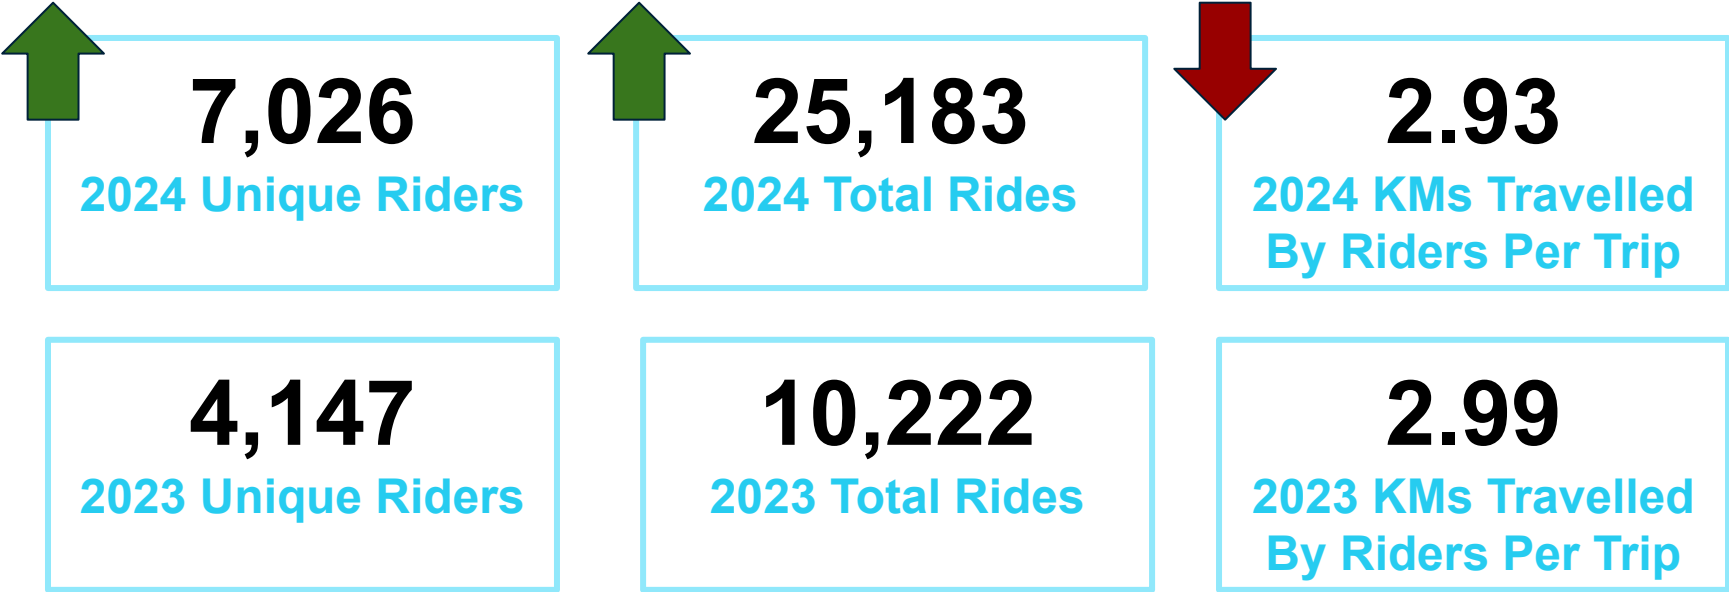 7,026
2024 Unique Riders
25,183
2024 Total Rides
2.93
2024 KMs Travelled
By Riders Per Trip
4,147
2023 Unique Riders
10,222
2023 Total Rides
2.99
2023 KMs Travelled
By Riders Per Trip